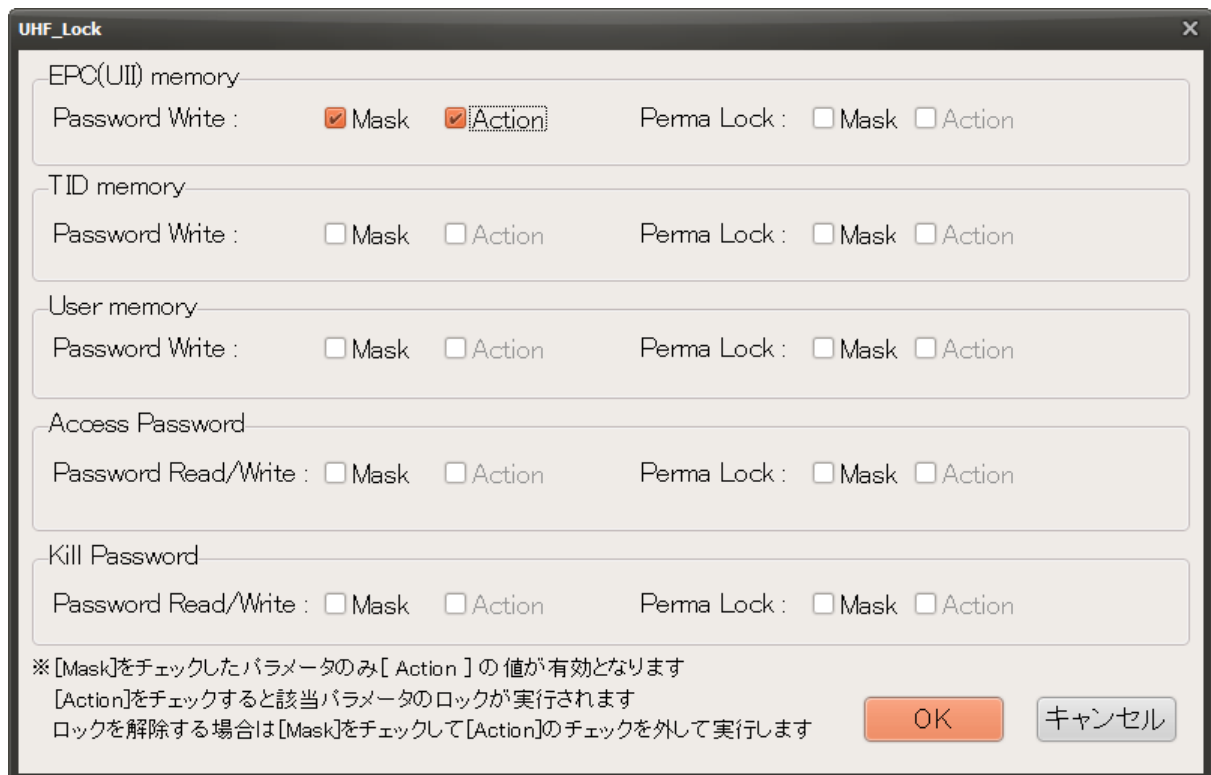 UHF_Lock
EPC(UII) memory
Password Write : Mask Action Perma Lock : Mask Action
TID memory
Password Write : Mask Action Perma Lock : Mask Action
User memory
Password Write : Mask Action Perma Lock : Mask Action
Access Password
Password Read/Write : Mask Action Perma Lock : Mask Action
Kill Password
Password Read/Write : Mask Action Perma Lock : Mask Action
※[Mask]をチェックしたパラメータのみ[ Action ] の 値が有効となります
[Action]をチェックすると該当パラメータのロックが実行されます
ロックを解除する場合は[Mask]をチェックして[Action]のチェックを外して実行します
OK キャンセル